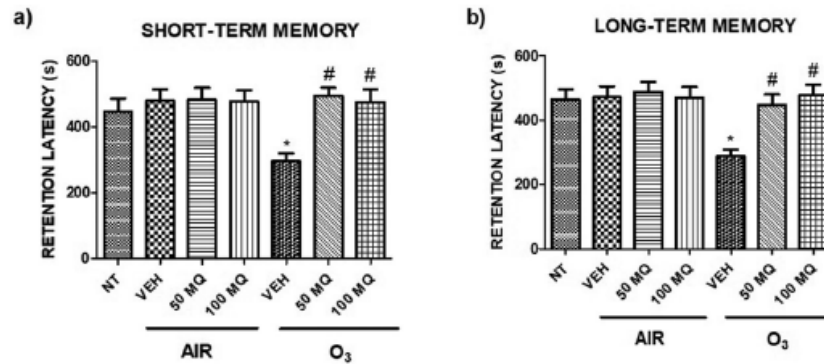 a)
SHORT-TERM MEMORY
RETENTION LATENCY (s)
600
400
200
0
*
#
#
NT
VEH
50 MQ
100 MQ
VEH
50 MQ
100 MQ
AIR
O₃
b)
LONG-TERM MEMORY
RETENTION LATENCY (s)
600
400
200
0
*
#
#
NT
VEH
50 MQ
100 MQ
VEH
50 MQ
100 MQ
AIR
O₃